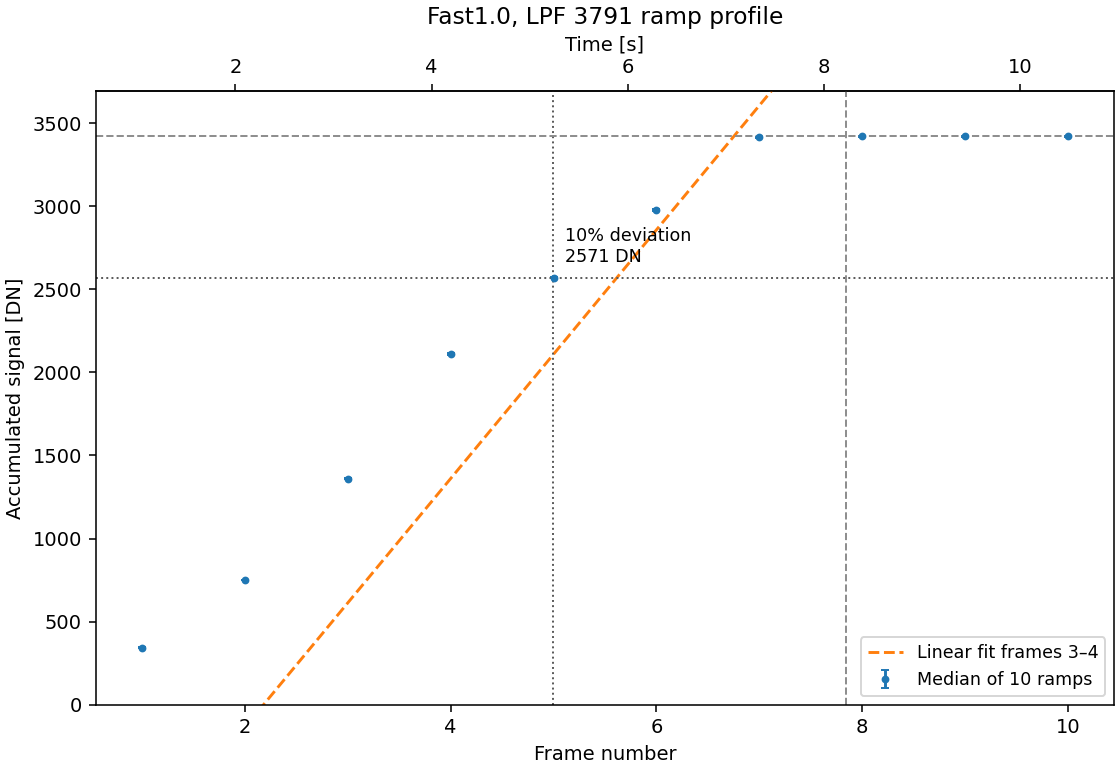 Fast1.0, LPF 3791 ramp profile
Time [s]
2 4 6 8 10
3500
3000
2500
2000
1500
1000
500
0
Accumulated signal [DN]
10% deviation
2571 DN
Linear fit frames 3–4
Median of 10 ramps
2 4 6 8 10
Frame number